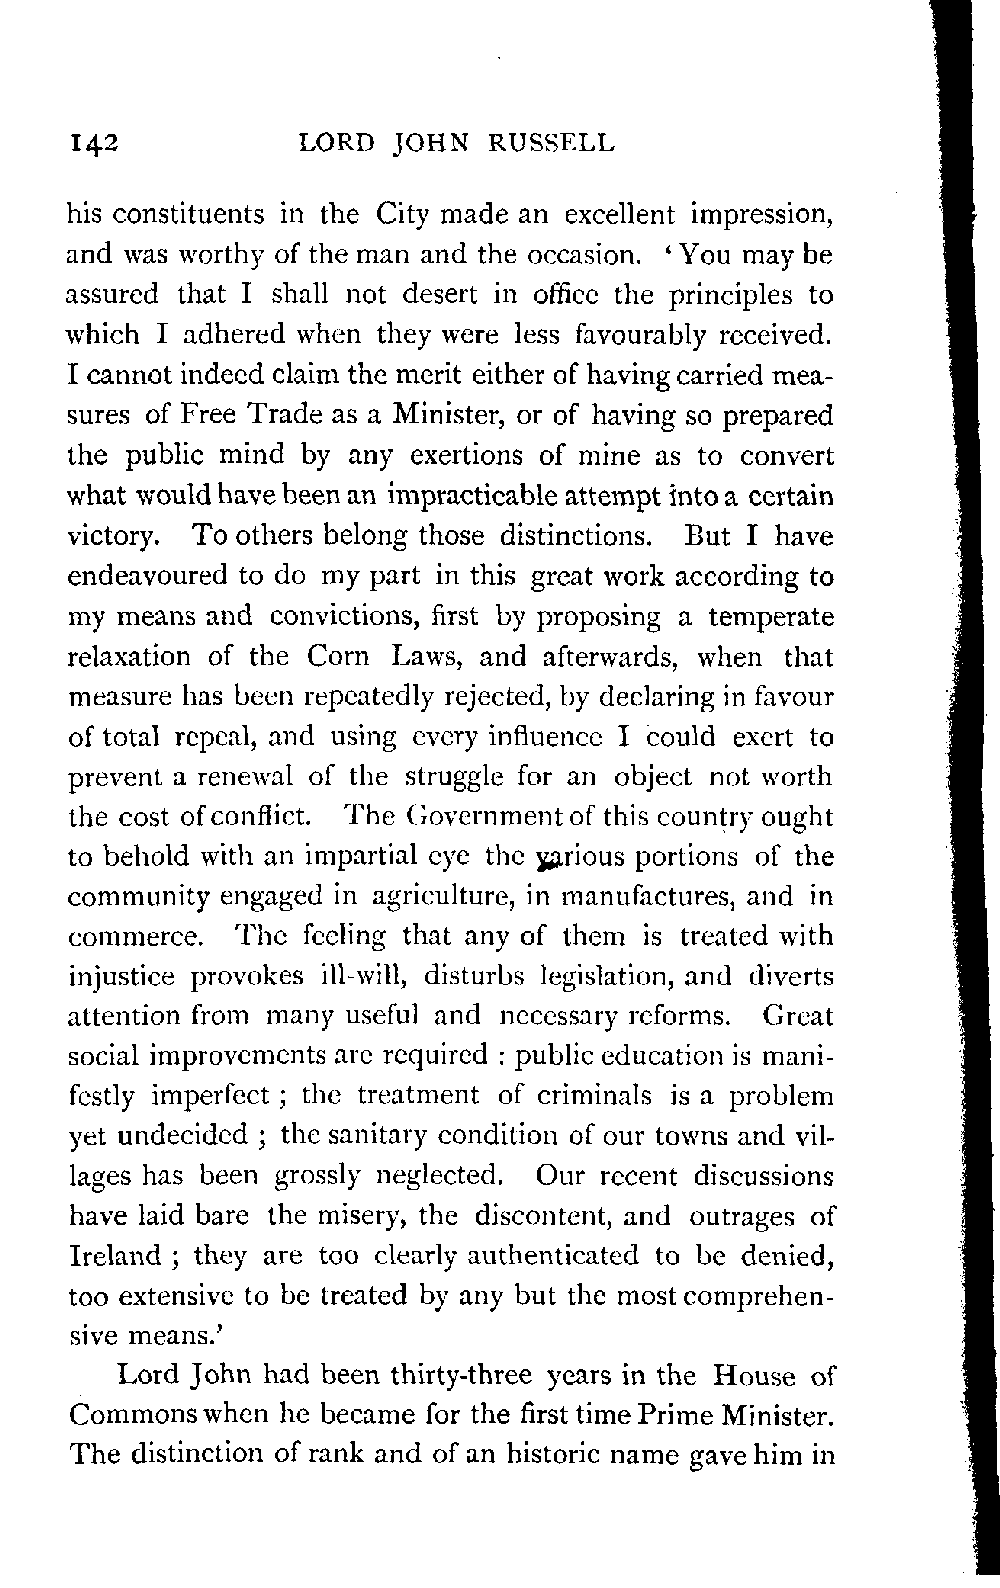 142 LORD JOHN RUSSELL
his constituents in the City made an excellent impression,
and was worthy of the man and the occasion. ‘You may be
assured that I shall not desert in office the principles to
which I adhered when they were less favourably received.
I cannot indeed claim the merit either of having carried mea-
sures of Free Trade as a Minister, or of having so prepared
the public mind by any exertions of mine as to convert
what would have been an impracticable attempt into a certain
victory. To others belong those distinctions. But I have
endeavoured to do my part in this great work according to
my means and convictions, first by proposing a temperate
relaxation of the Corn Laws, and afterwards, when that
measure has been repeatedly rejected, by declaring in favour
of total repeal, and using every influence I could exert to
prevent a renewal of the struggle for an object not worth
the cost of conflict. The Government of this country ought
to behold with an impartial eye the various portions of the
community engaged in agriculture, in manufactures, and in
commerce. The feeling that any of them is treated with
injustice provokes ill-will, disturbs legislation, and diverts
attention from many useful and necessary reforms. Great
social improvements are required : public education is mani-
festly imperfect ; the treatment of criminals is a problem
yet undecided ; the sanitary condition of our towns and vil-
lages has been grossly neglected. Our recent discussions
have laid bare the misery, the discontent, and outrages of
Ireland ; they are too clearly authenticated to be denied,
too extensive to be treated by any but the most comprehen-
sive means.’
Lord John had been thirty-three years in the House of
Commons when he became for the first time Prime Minister.
The distinction of rank and of an historic name gave him in